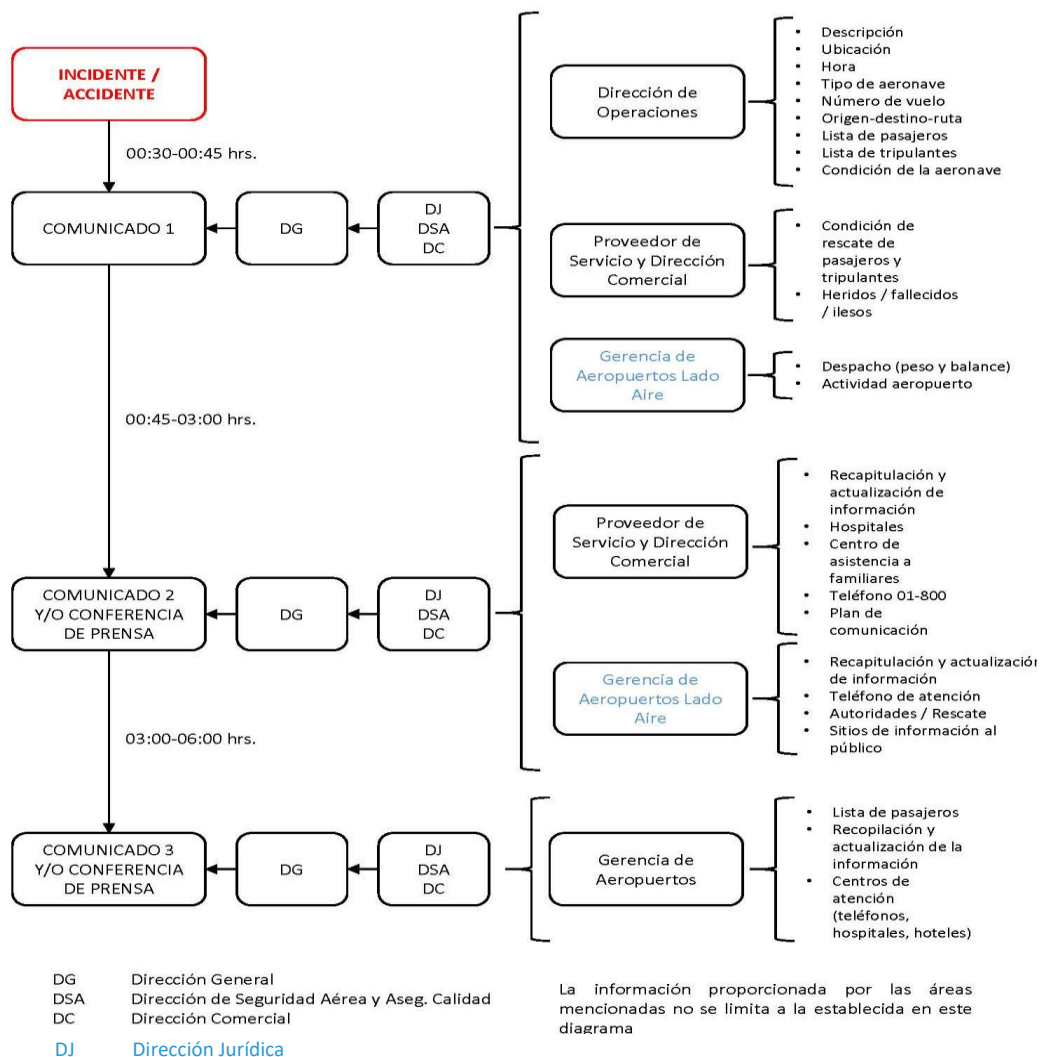 INCIDENTE /
ACCIDENTE
00:30-00:45 hrs.
COMUNICADO 1
DG
DJ
DSA
DC
Dirección de
Operaciones
• Descripción
• Ubicación
• Hora
• Tipo de aeronave
• Número de vuelo
• Origen-destino-ruta
• Lista de pasajeros
• Lista de tripulantes
• Condición de la aeronave
Proveedor de
Servicio y Dirección
Comercial
• Condición de
rescate de
pasajeros y
tripulantes
• Heridos / fallecidos
/ ilesos
Gerencia de
Aeropuertos Lado
Aire
• Despacho (peso y balance)
• Actividad aeropuerto
00:45-03:00 hrs.
COMUNICADO 2
Y/O CONFERENCIA
DE PRENSA
DG
DJ
DSA
DC
Proveedor de
Servicio y Dirección
Comercial
• Recapitulación y
actualización de
información
• Hospitales
• Centro de
asistencia a
familiares
• Teléfono 01-800
• Plan de
comunicación
Gerencia de
Aeropuertos Lado
Aire
• Recapitulación y actualización
de información
• Teléfono de atención
• Autoridades / Rescate
• Sitios de información al
público
03:00-06:00 hrs.
COMUNICADO 3
Y/O CONFERENCIA
DE PRENSA
DG
DJ
DSA
DC
Gerencia de
Aeropuertos
• Lista de pasajeros
• Recopilación y
actualización de la
información
• Centros de
atención
(teléfonos,
hospitales, hoteles)
DG Dirección General
DSA Dirección de Seguridad Aérea y Aseg. Calidad
DC Dirección Comercial
DJ Dirección Jurídica
La información proporcionada por las áreas
mencionadas no se limita a la establecida en este
diagrama